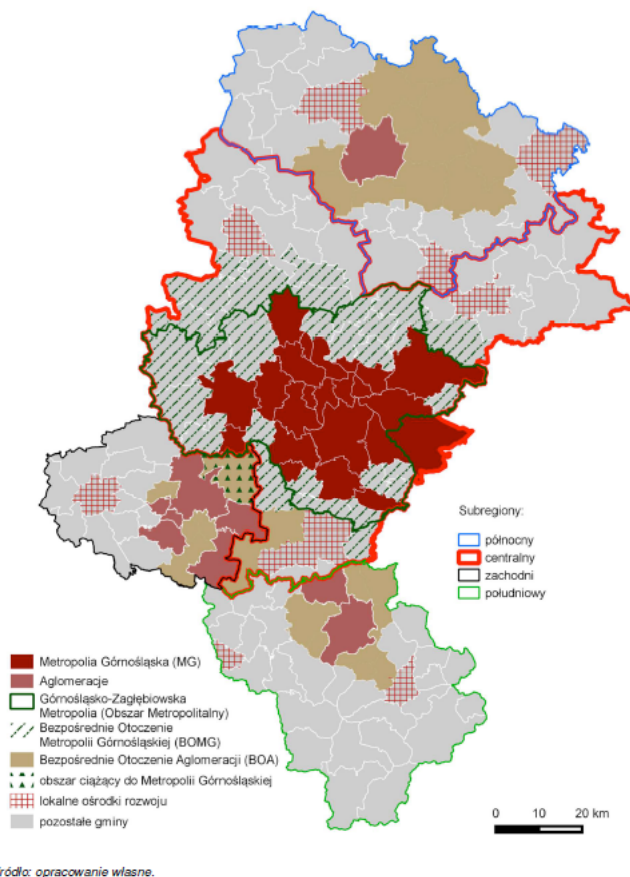 Subregiony:
północny
centralny
zachodni
południowy
Metropolia Górnośląska (MG)
Aglomeracje
Górnośląsko-Zagłębiowska
Metropolia (Obszar Metropolitalny)
Bezpośrednie Otoczenie
Metropolii Górnośląskiej (BOMG)
Bezpośrednie Otoczenie Aglomeracji (BOA)
obszar ciążący do Metropolii Górnośląskiej
lokalne ośrodki rozwoju
pozostałe gminy
0 10 20 km
ródło: opracowanie własne.